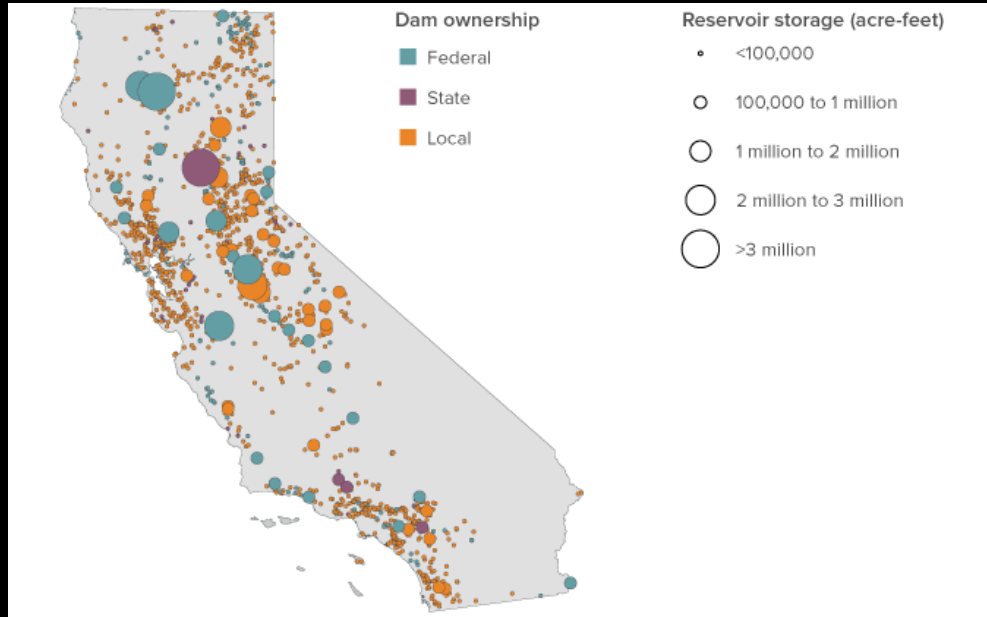 Dam ownership
Federal
State
Local
Reservoir storage (acre-feet)
<100,000
100,000 to 1 million
1 million to 2 million
2 million to 3 million
>3 million